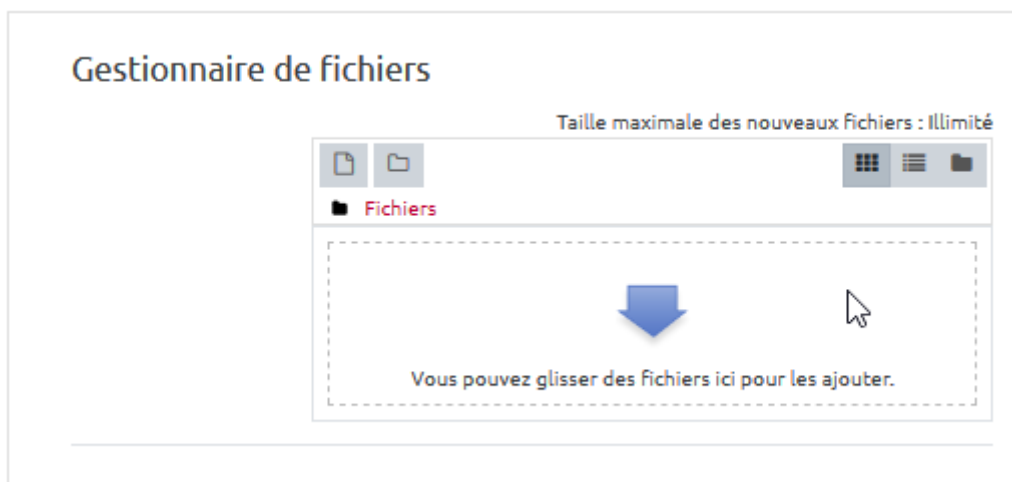 Gestionnaire de fichiers
Taille maximale des nouveaux fichiers : Illimité
Fichiers
Vous pouvez glisser des fichiers ici pour les ajouter.